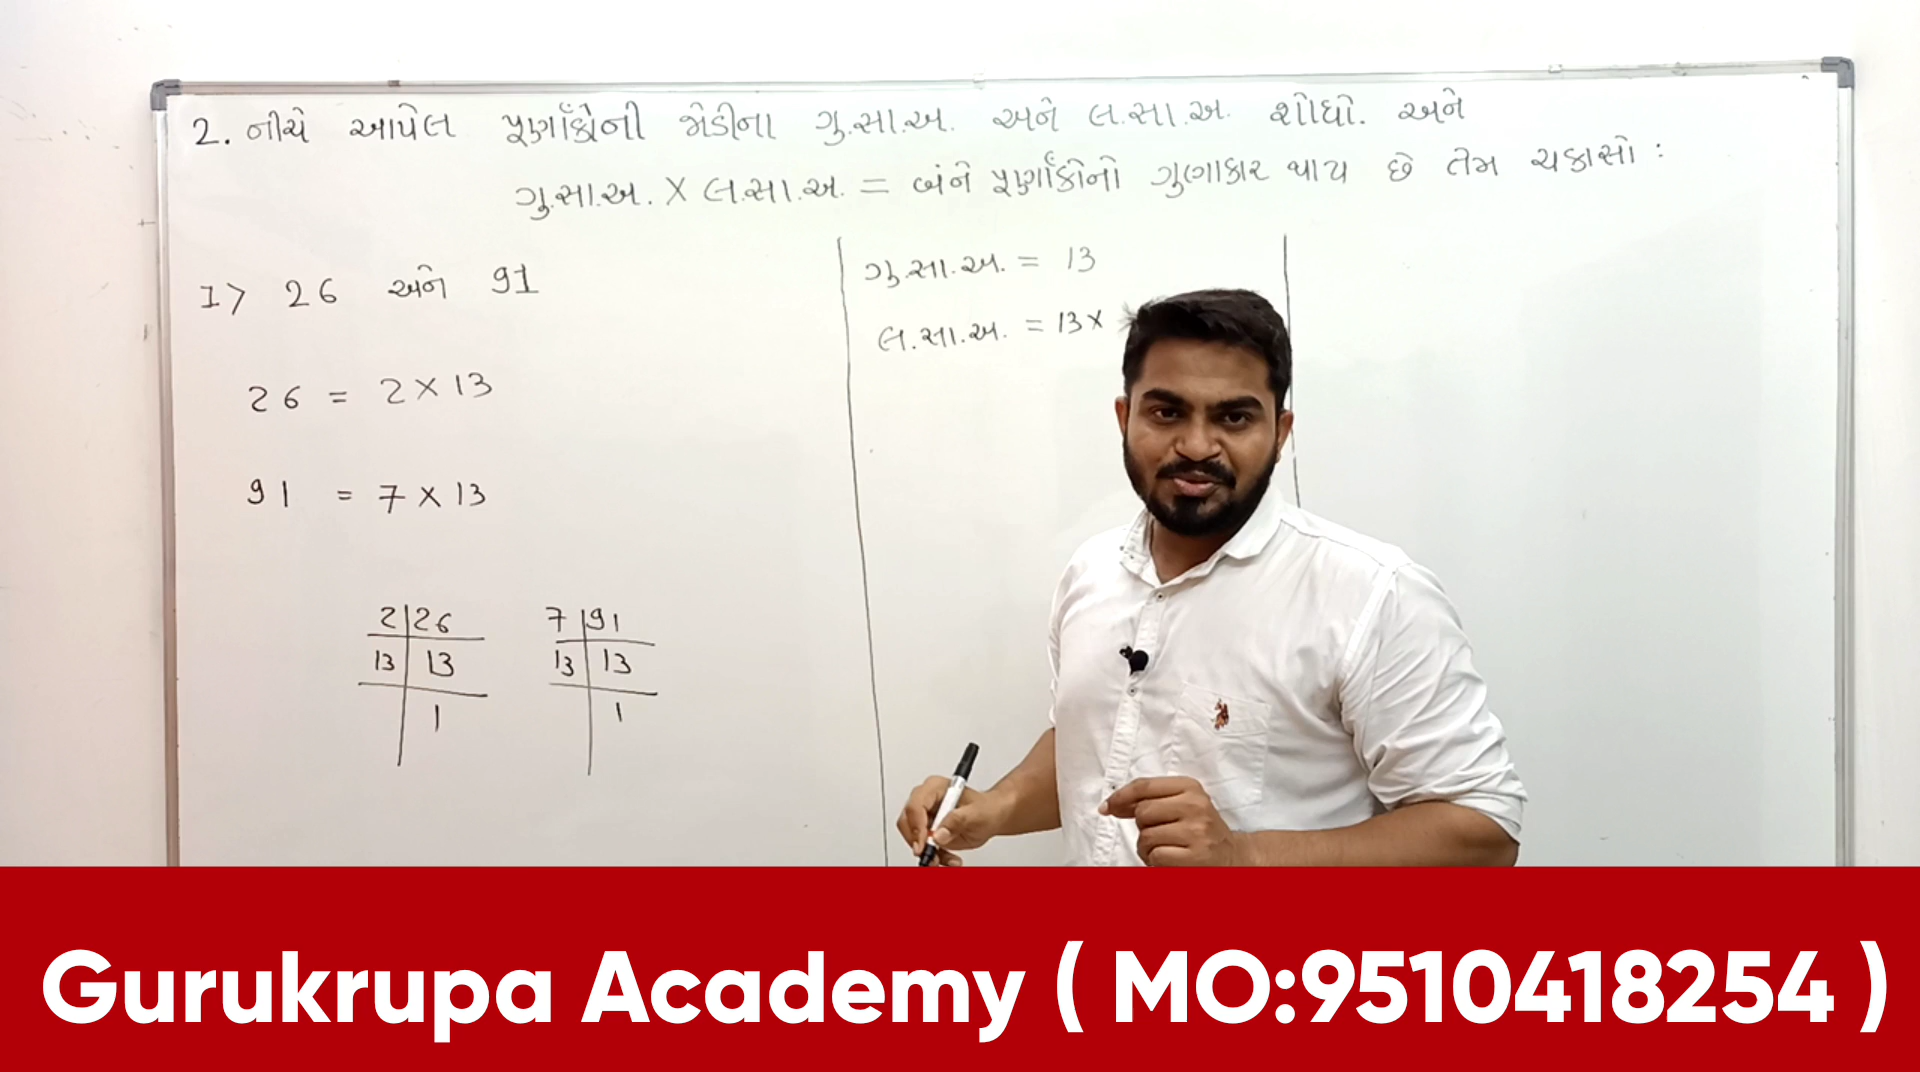 2. નીચે આપેલ પૂર્ણાંકોની જોડીના ગુ.સા.અ. અને લ.સા.અ. શોધો. અને
ગુ.સા.અ. X લ.સા.અ. = બંને પૂર્ણાંકોનો ગુણાકાર થાય છે તેમ ચકાસો :
1> 26 અને 91
26 = 2 X 13
91 = 7 X 13
2 | 26
13 | 13
1
7 | 91
13 | 13
1
ગુ.સા.અ. = 13
લ.સા.અ. = 13 X
Gurukrupa Academy ( MO:9510418254 )